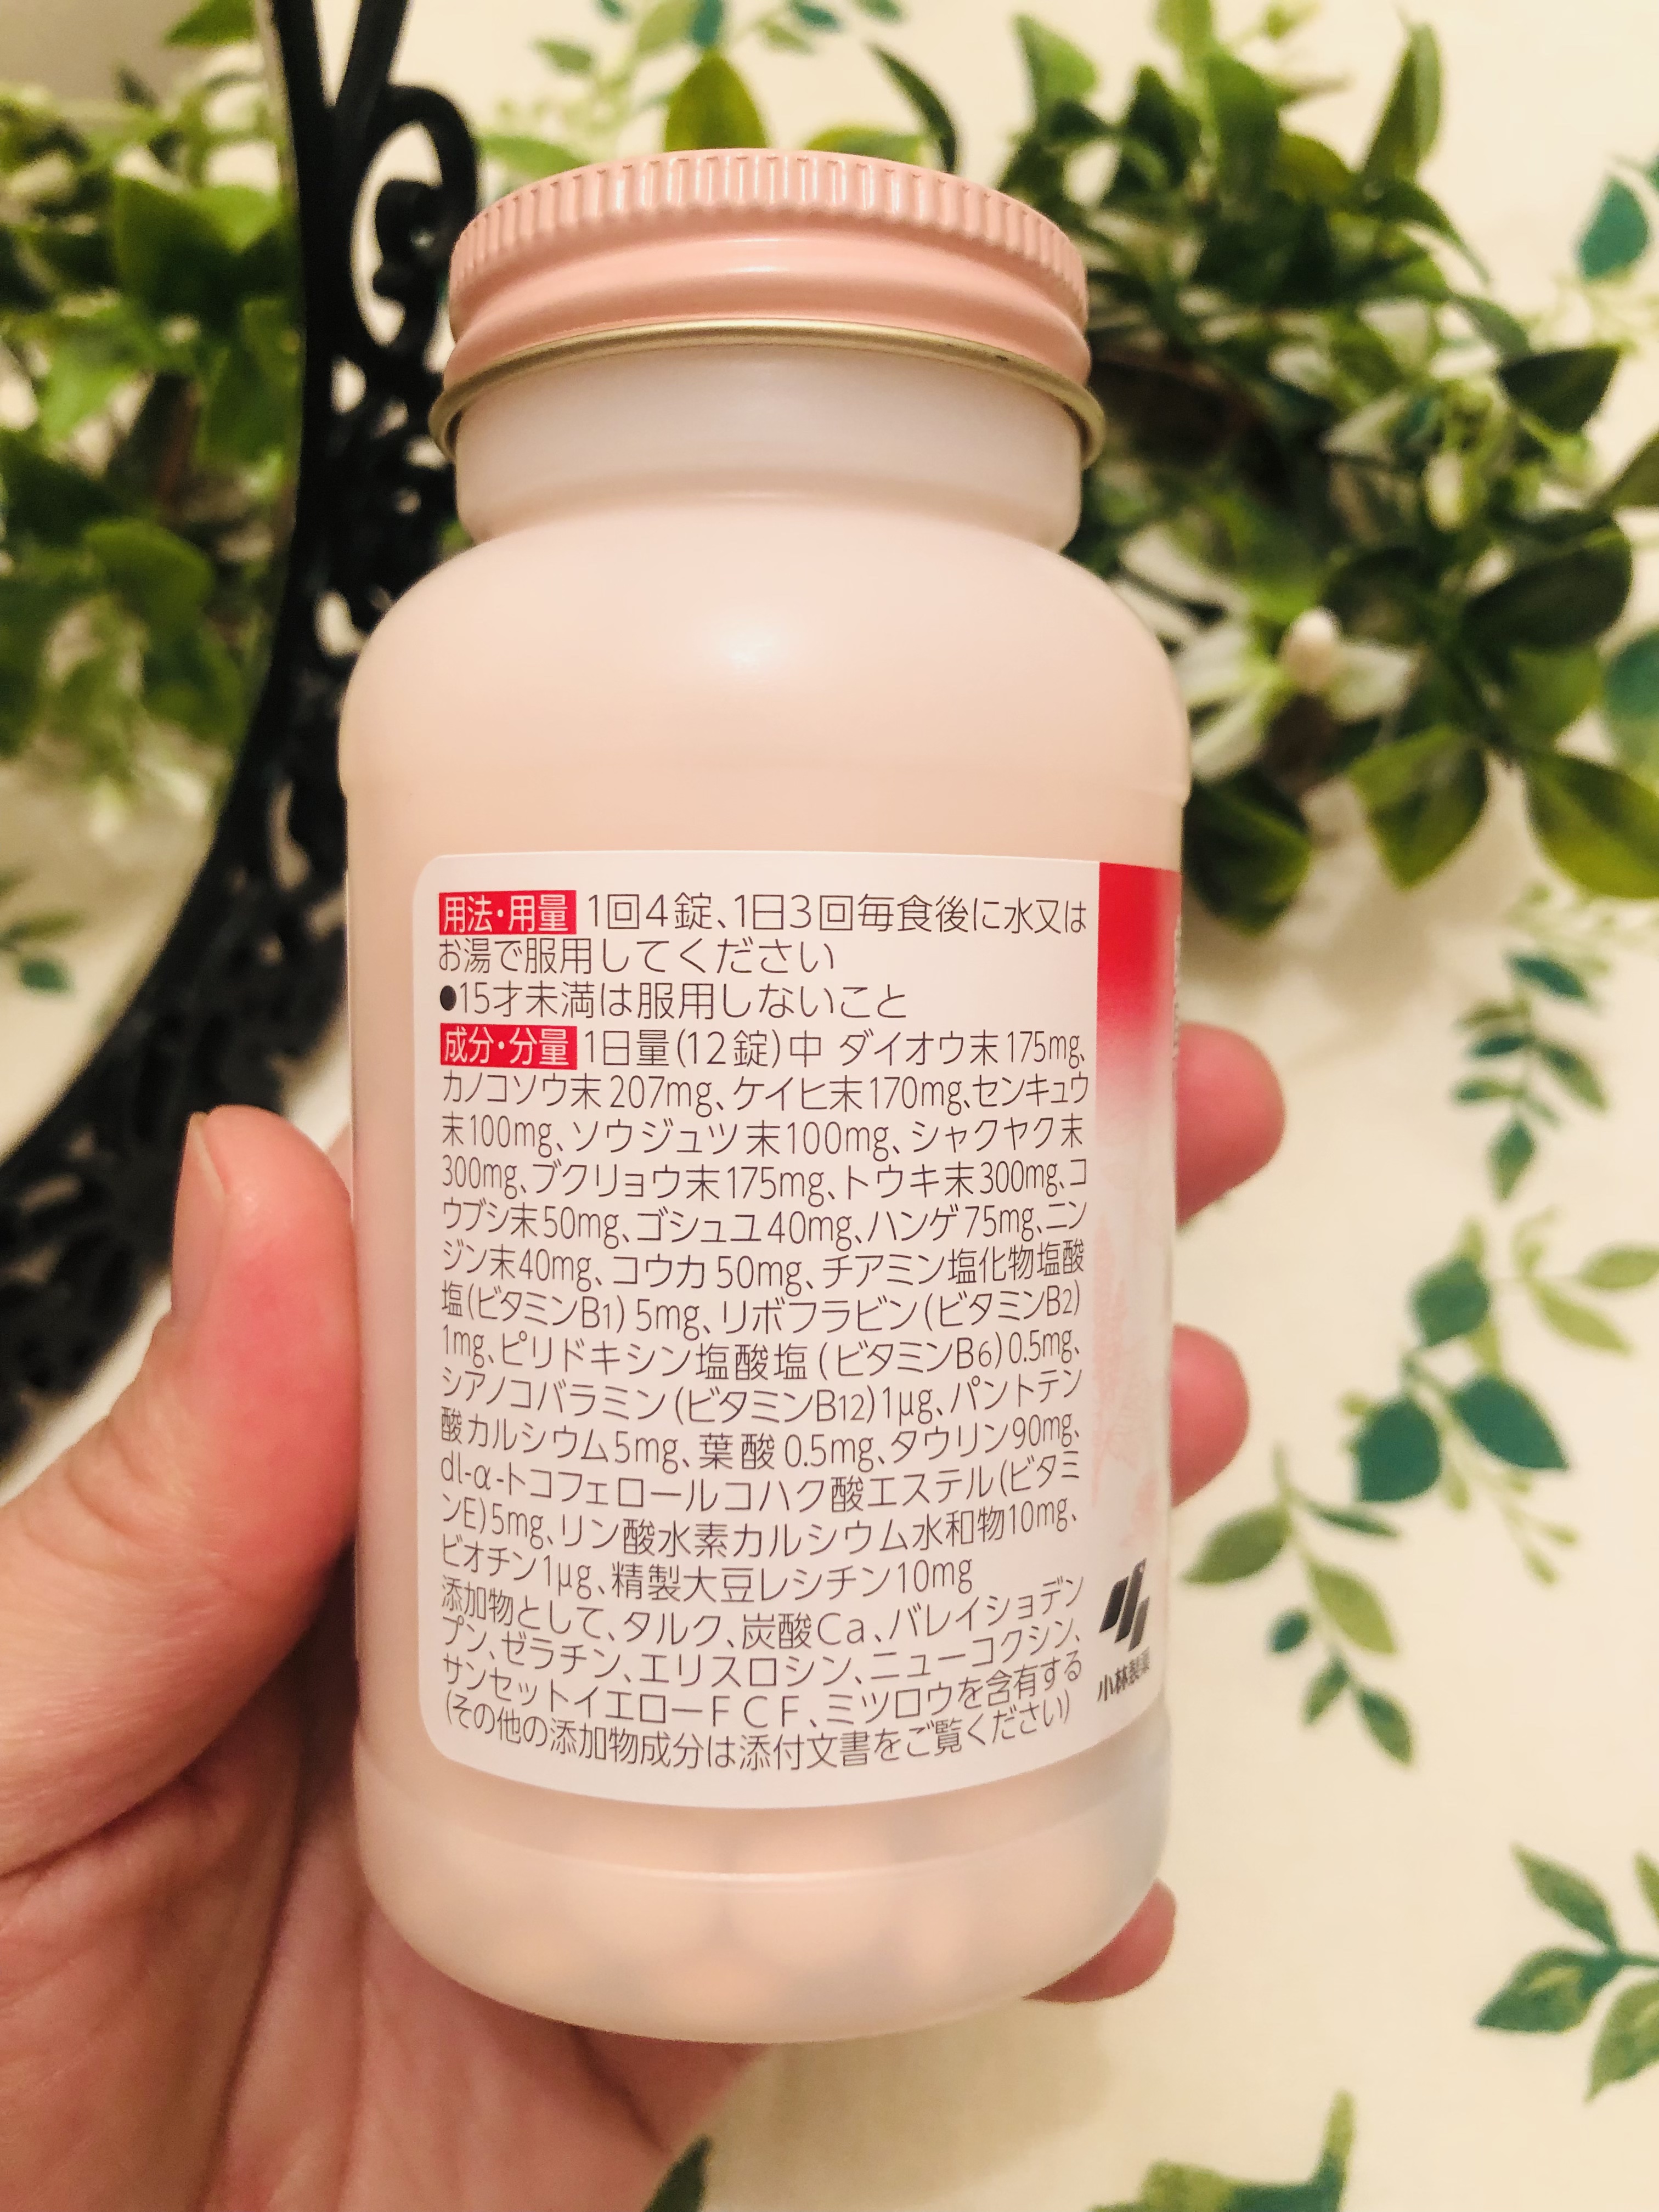 用法・用量 1回4錠、1日3回毎食後に水又は
お湯で服用してください
●15才未満は服用しないこと
成分・分量 1日量(12錠)中 ダイオウ末175mg、
カノコソウ末207mg、ケイヒ末170mg、センキュウ
末100mg、ソウジュツ末100mg、シャクヤク末
300mg、ブクリョウ末175mg、トウキ末300mg、コ
ウブシ末50mg、ゴシュユ40mg、ハンゲ75mg、ニン
ジン末40mg、コウカ50mg、チアミン塩化物塩酸
塩(ビタミンB1)5mg、リボフラビン(ビタミンB2)
1mg、ピリドキシン塩酸塩(ビタミンB6)0.5mg、
シアノコバラミン(ビタミンB12)1μg、パントテン
酸カルシウム5mg、葉酸0.5mg、タウリン90mg、
dl-α-トコフェロールコハク酸エステル(ビタミ
ンE)5mg、リン酸水素カルシウム水和物10mg、
ビオチン1μg、精製大豆レシチン10mg
添加物として、タルク、炭酸Ca、バレイショデン
プン、ゼラチン、エリスロシン、ニューコクシン、
サンセットイエローFCF、ミツロウを含有する
(その他の添加物成分は添付文書をご覧ください)
小林製薬